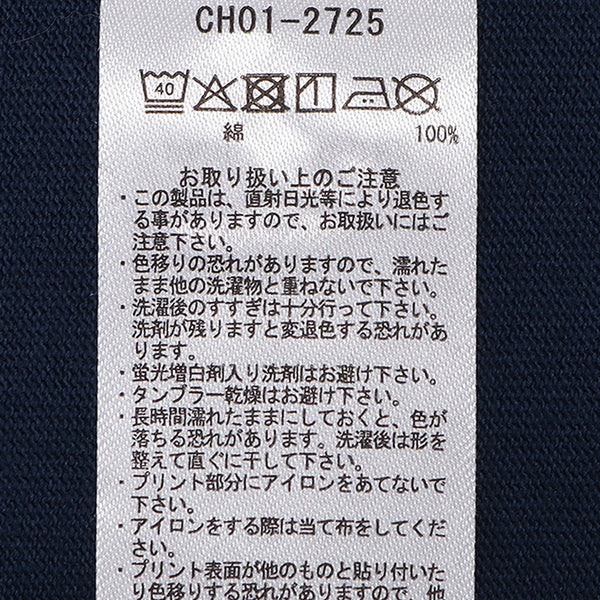 CH01-2725
40
綿 100%
お取り扱い上のご注意
・この製品は、直射日光等により退色す
る事がありますので、お取扱いにはご
注意下さい。
・色移りの恐れがありますので、濡れた
まま他の洗濯物と重ねないで下さい。
・洗濯後のすすぎは十分行って下さい。
洗剤が残りますと変退色する恐れがあ
ります。
・蛍光増白剤入り洗剤はお避け下さい。
・タンブラー乾燥はお避け下さい。
・長時間濡れたままにしておくと、色が
落ちる恐れがあります。洗濯後は形を
整えて直ぐに干して下さい。
・プリント部分にアイロンをあてないで
下さい。
・アイロンをする際は当て布をしてくだ
さい。
・プリント表面が他のものと貼り付いた
り色移りする恐れがありますので、他